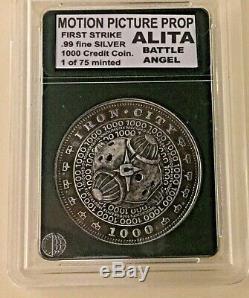 MOTION PICTURE PROP
FIRST STRIKE
.99 fine SILVER
1000 Credit Coin.
1 of 75 minted
ALITA
BATTLE
ANGEL
IRON · CITY
1000